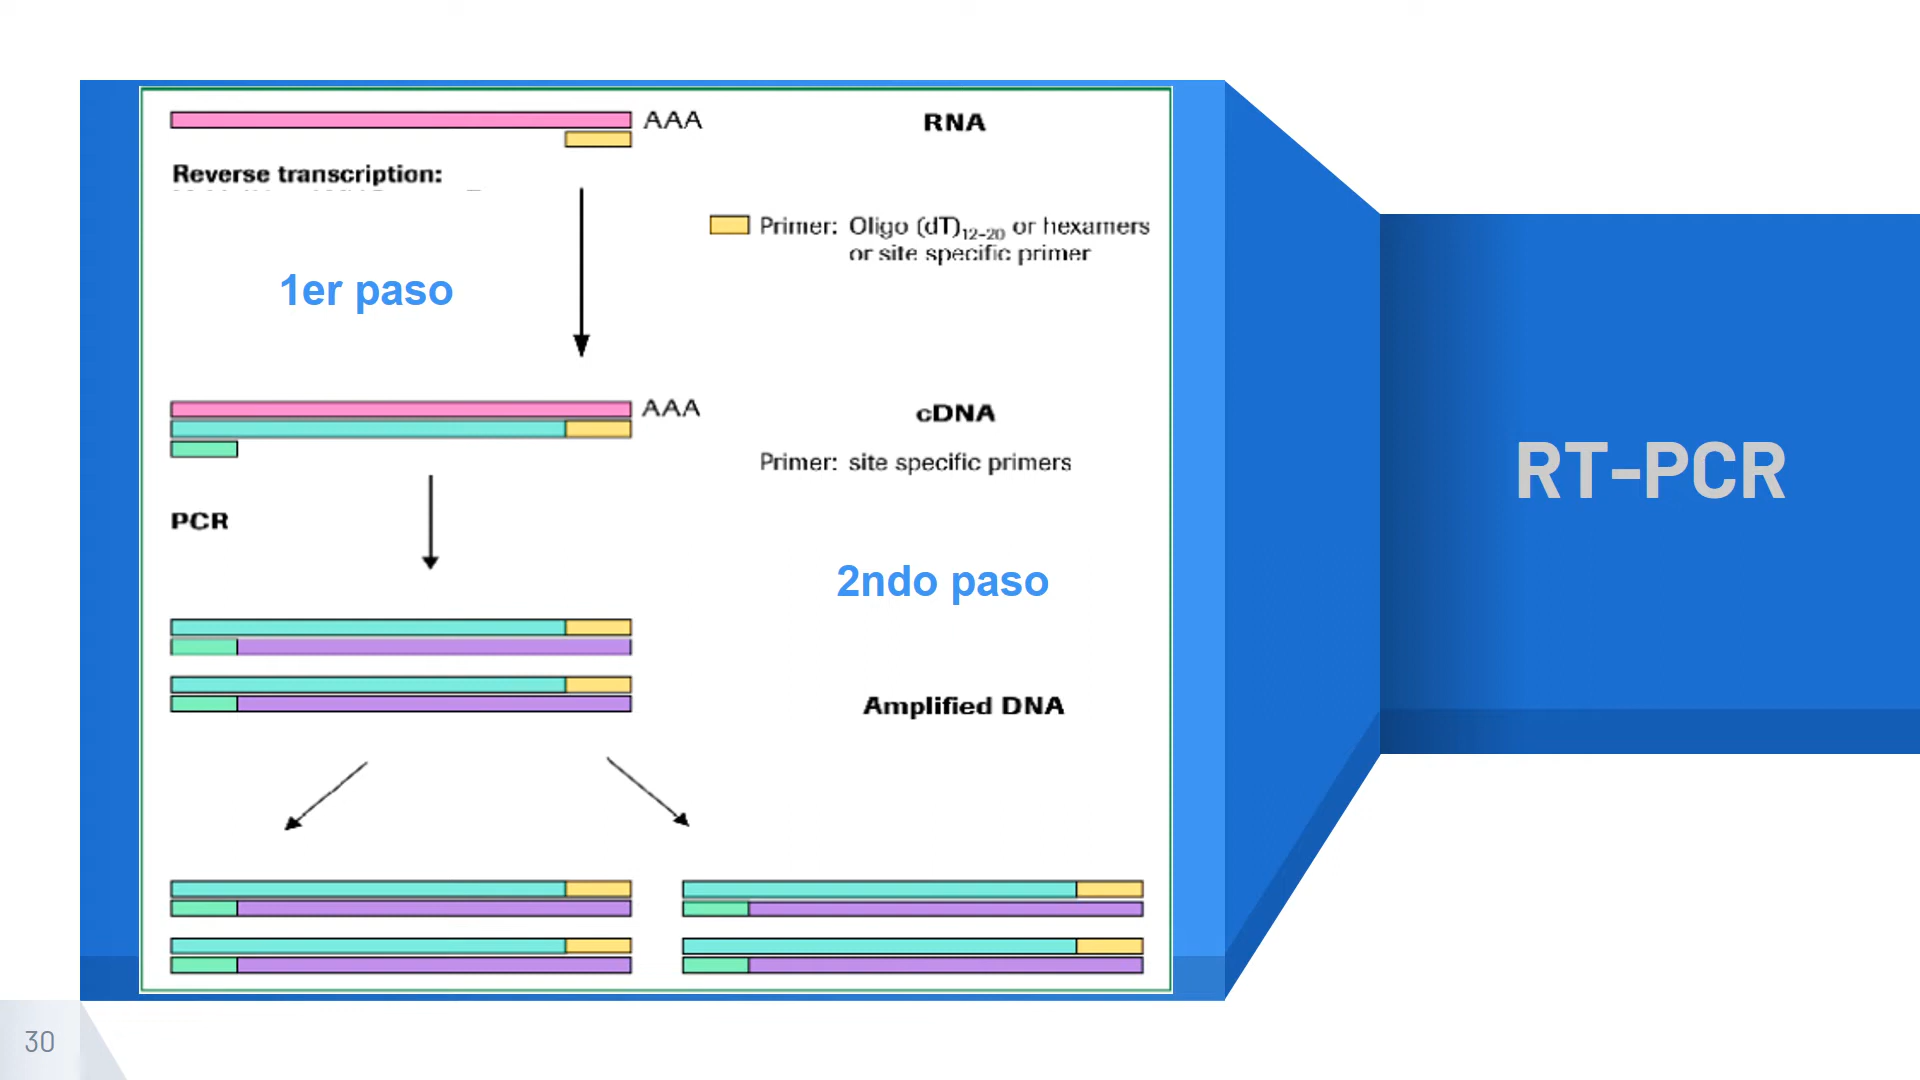 AAA
RNA
Reverse transcription:
Primer: Oligo (dT)12-20 or hexamers
or site specific primer
1er paso
AAA
cDNA
Primer: site specific primers
PCR
2ndo paso
Amplified DNA
RT-PCR
30